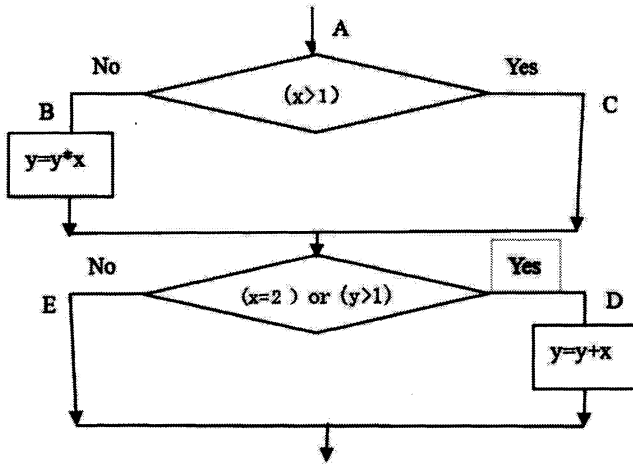 A
No
Yes
(x>1)
B
C
y=y*x
No
Yes
(x=2 ) or (y>1)
E
D
y=y+x